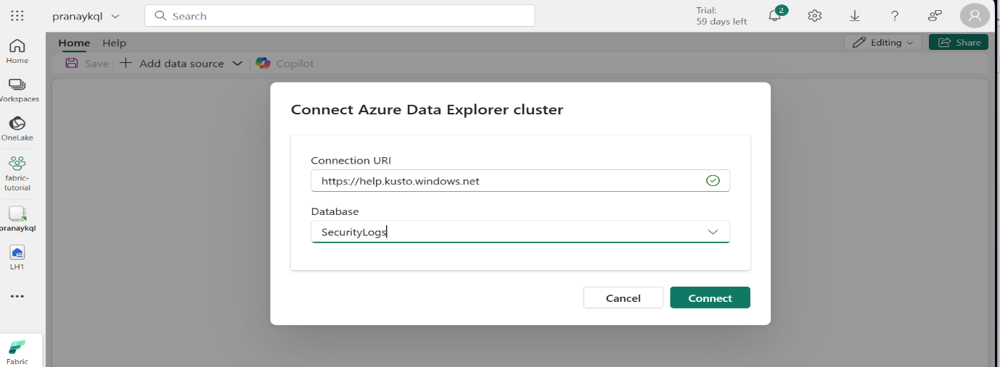 pranaykql
Search
Trial:
59 days left
2
Home
Help
Editing
Share
Save
Add data source
Copilot
Home
Workspaces
OneLake
fabric-
tutorial
pranaykql
LH1
Fabric
Connect Azure Data Explorer cluster
Connection URI
https://help.kusto.windows.net
Database
SecurityLogs
Cancel
Connect